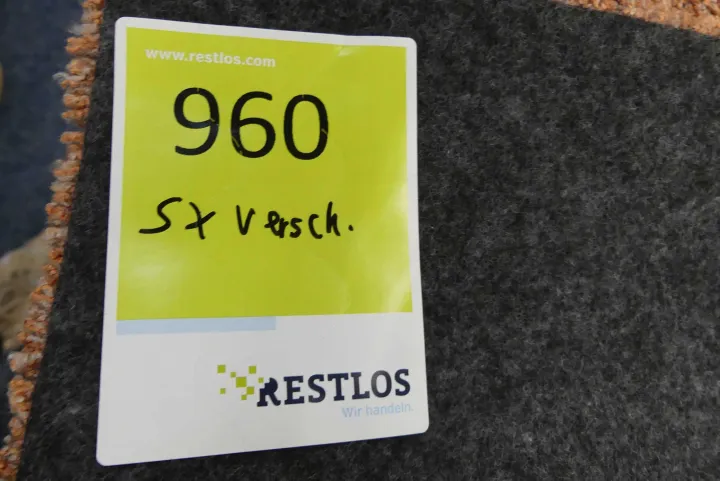 www.restlos.com
960
5x versch.
RESTLOS
Wir handeln.